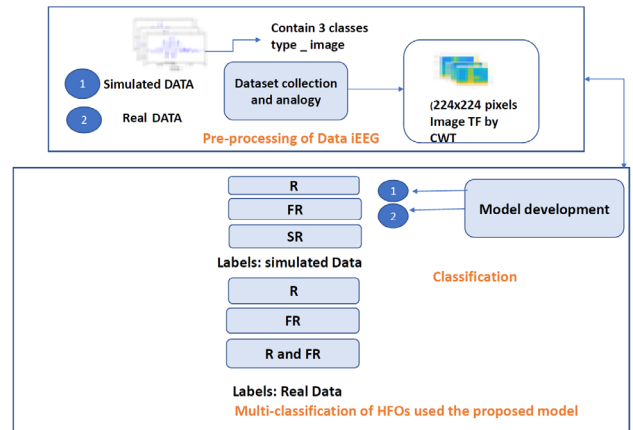 Contain 3 classes
type _ image
1
Simulated DATA
2
Real DATA
Dataset collection
and analogy
(224x224 pixels
Image TF by
CWT
Pre-processing of Data iEEG
R
FR
SR
Labels: simulated Data
1
2
Model development
Classification
R
FR
R and FR
Labels: Real Data
Multi-classification of HFOs used the proposed model